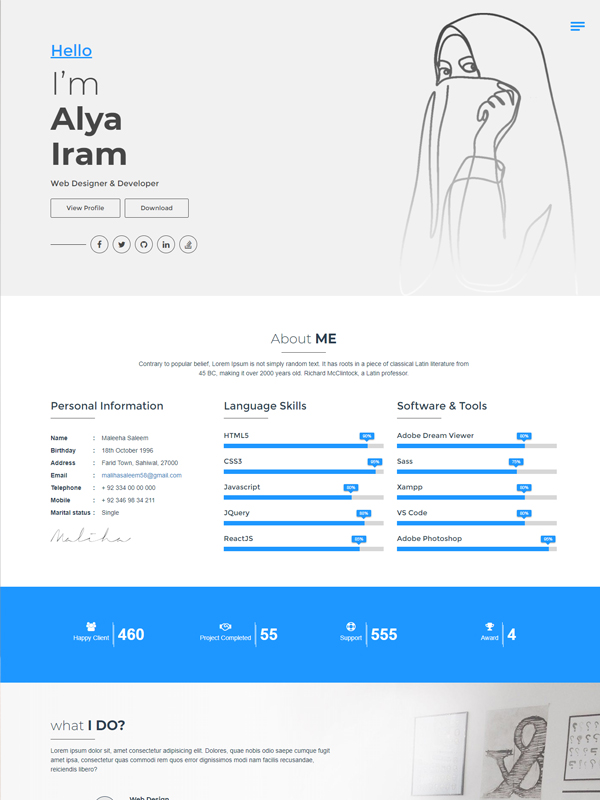 Hello
I'm
Alya
Iram
Web Designer & Developer
View Profile
Download
About ME
Contrary to popular belief, Lorem Ipsum is not simply random text. It has roots in a piece of classical Latin literature from
45 BC, making it over 2000 years old. Richard McClintock, a Latin professor.
Personal Information
Name : Maleeha Saleem
Birthday : 18th October 1996
Address : Farid Town, Sahiwal, 27000
Email : malihasaleem58@gmail.com
Telephone : + 92 334 00 00 000
Mobile : + 92 346 98 34 211
Marital status : Single
Maliha
Language Skills
HTML5
90%
CSS3
95%
Javascript
80%
JQuery
ReactJS
85%
Software & Tools
Adobe Dream Viewer
80%
Sass
75%
Xampp
80%
VS Code
80%
Adobe Photoshop
Happy Client 460
Project Completed 55
Support 555
Award 4
what I DO?
Lorem ipsum dolor sit, amet consectetur adipisicing elit. Dolores, quae nobis odio saepe cumque fugit
amet ipsa, consectetur quas commodi rem quos error dignissimos modi nam facilis recusandae,
reiciendis libero?
Web Design
&